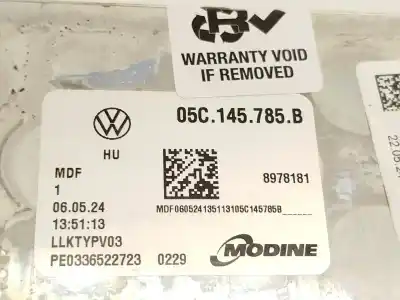 WARRANTY VOID
IF REMOVED
05C.145.785.B
HU
MDF
8978181
1
06.05.24
MDF060524135113105C145785B
13:51:13
LLKTYPV03
PE0336522723 0229
MODINE